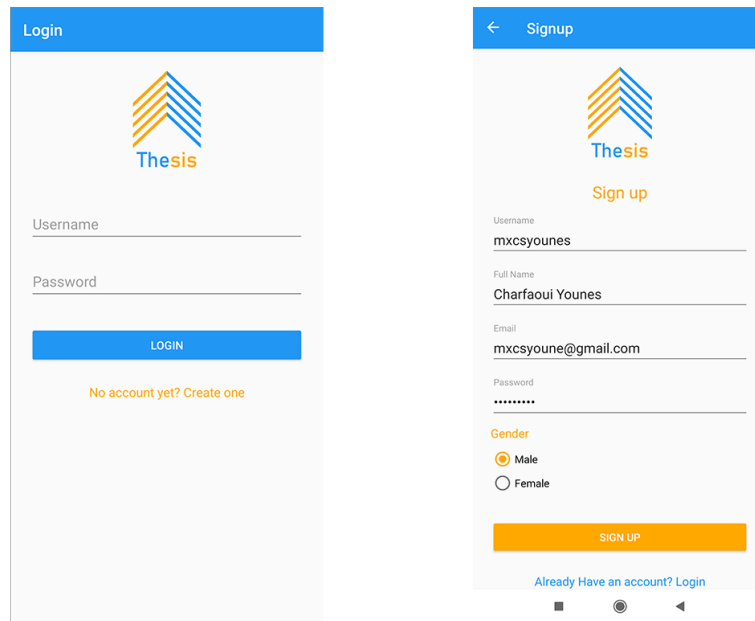 Login
Thesis
Username
Password
LOGIN
No account yet? Create one
Signup
Thesis
Sign up
Username
mxcsyounes
Full Name
Charfaoui Younes
Email
mxcsyoune@gmail.com
Password
•••••••••
Gender
Male
Female
SIGN UP
Already Have an account? Login